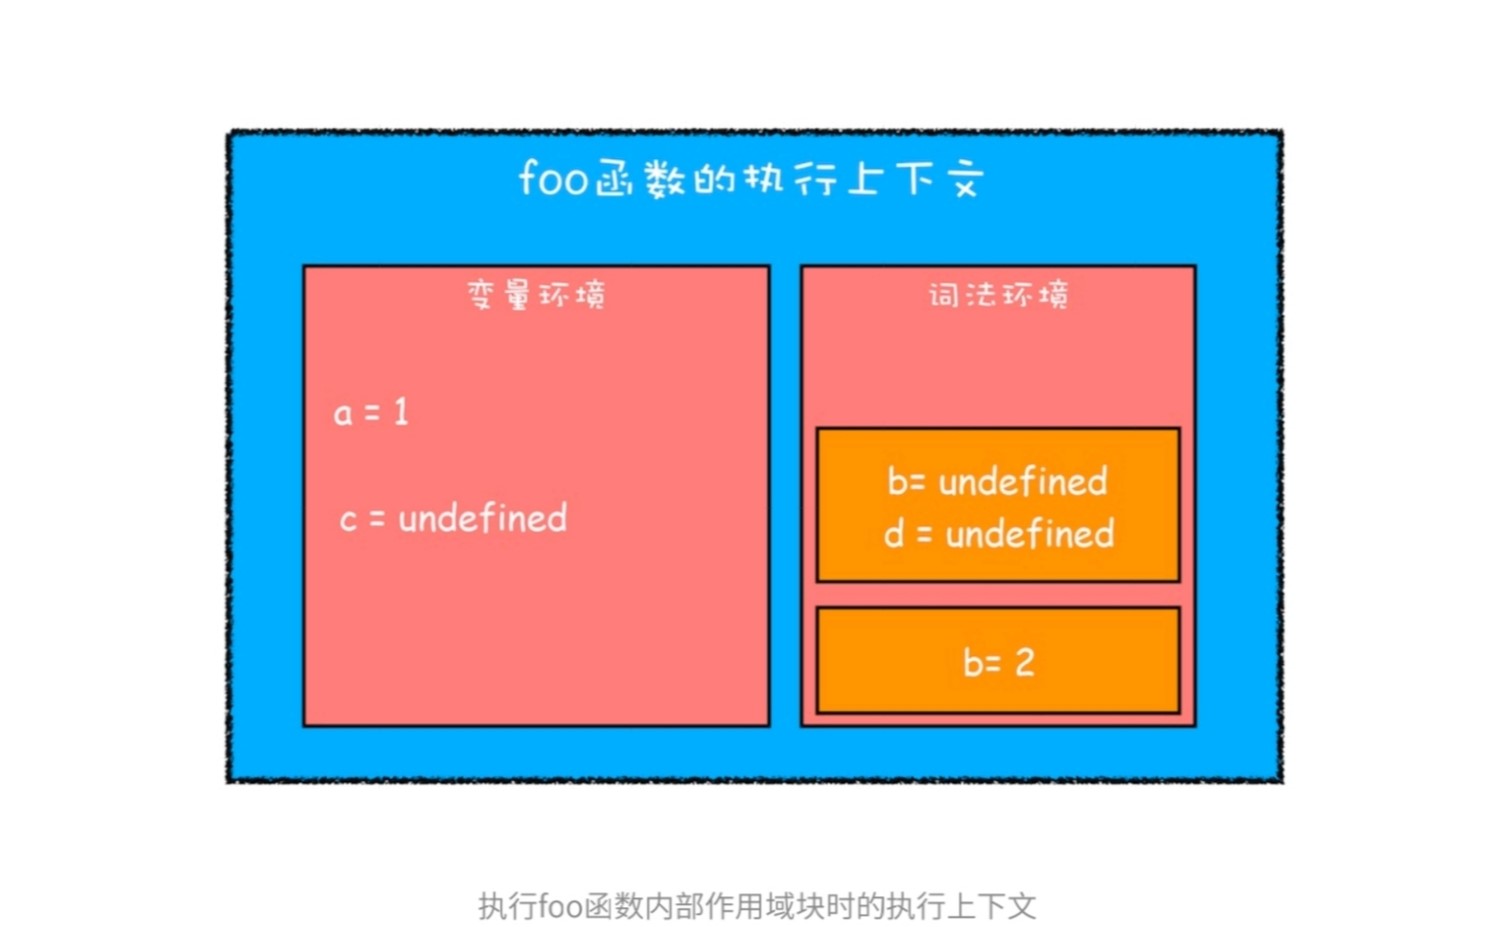 foo函数的执行上下文
变量环境
a = 1
c = undefined
词法环境
b= undefined
d = undefined
b= 2
执行foo函数内部作用域块时的执行上下文